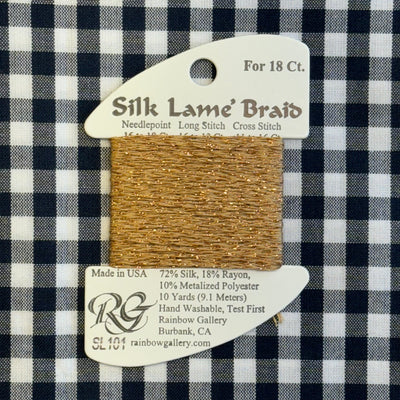 For 18 Ct.
Silk Lame' Braid
Needlepoint Long Stitch Cross Stitch
Made in USA
72% Silk, 18% Rayon,
10% Metalized Polyester
10 Yards (9.1 Meters)
Hand Washable, Test First
Rainbow Gallery
Burbank, CA
RG
SL101 rainbowgallery.com